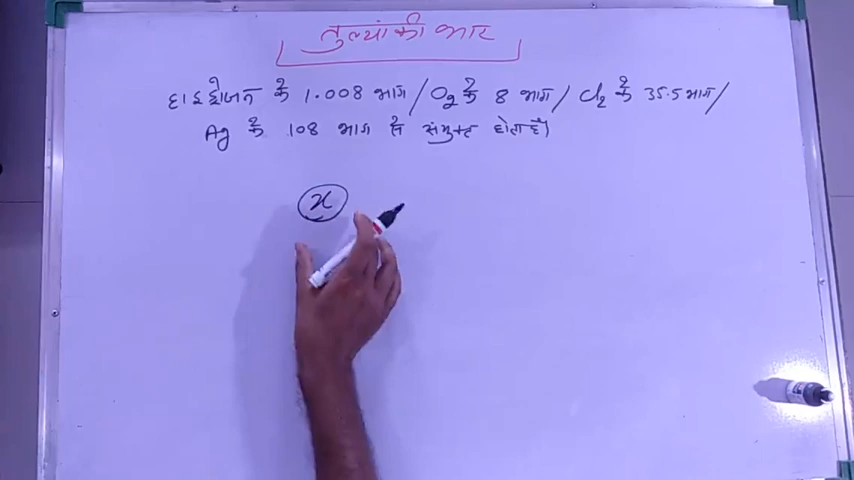 तुल्यांकी भार
हाइड्रोजन के 1.008 भाग / O₂ के 8 भाग / Cl₂ के 35.5 भाग /
Ag के 108 भाग से संयुक्त होता है।
x